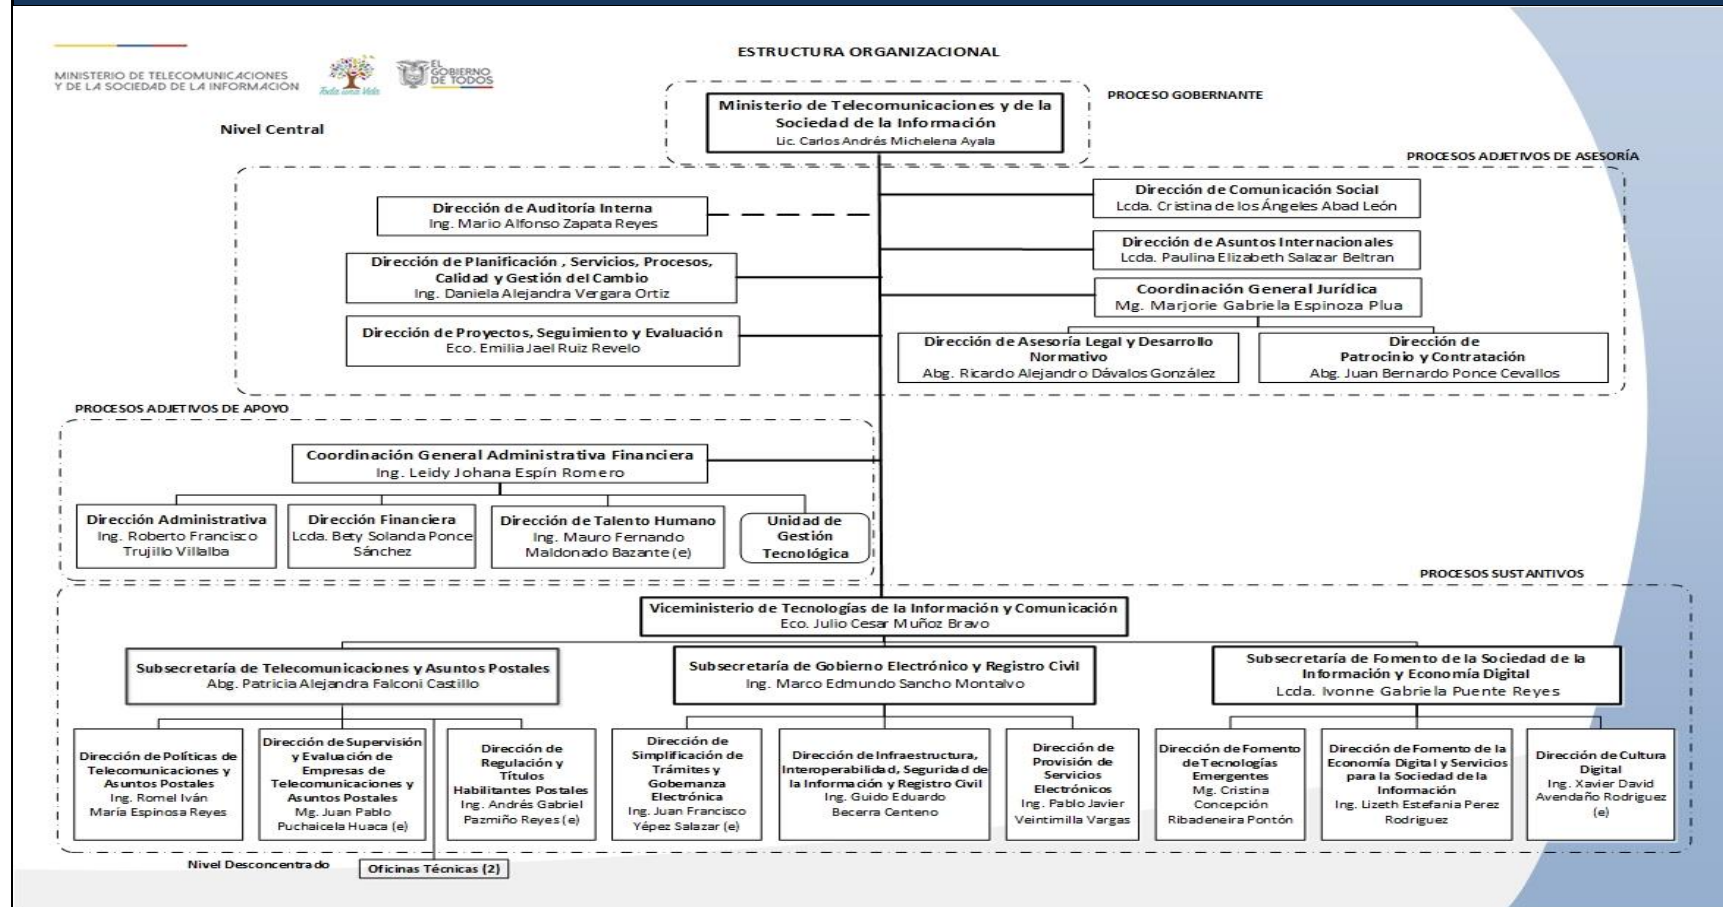 ESTRUCTURA ORGANIZACIONAL
MINISTERIO DE TELECOMUNICACIONES
Y DE LA SOCIEDAD DE LA INFORMACIÓN
Toda una Vida
EL
GOBIERNO
DE TODOS
Nivel Central
PROCESO GOBERNANTE
Ministerio de Telecomunicaciones y de la
Sociedad de la Información
Lic. Carlos Andrés Michelena Ayala
PROCESOS ADJETIVOS DE ASESORÍA
Dirección de Auditoría Interna
Ing. Mario Alfonso Zapata Reyes
Dirección de Planificación , Servicios, Procesos,
Calidad y Gestión del Cambio
Ing. Daniela Alejandra Vergara Ortiz
Dirección de Proyectos, Seguimiento y Evaluación
Eco. Emilia Jael Ruiz Revelo
Dirección de Comunicación Social
Lcda. Cristina de los Ángeles Abad León
Dirección de Asuntos Internacionales
Lcda. Paulina Elizabeth Salazar Beltran
Coordinación General Jurídica
Mg. Marjorie Gabriela Espinoza Plua
Dirección de Asesoría Legal y Desarrollo
Normativo
Abg. Ricardo Alejandro Dávalos González
Dirección de
Patrocinio y Contratación
Abg. Juan Bernardo Ponce Cevallos
PROCESOS ADJETIVOS DE APOYO
Coordinación General Administrativa Financiera
Ing. Leidy Johana Espín Romero
Dirección Administrativa
Ing. Roberto Francisco
Trujillo Villalba
Dirección Financiera
Lcda. Bety Solanda Ponce
Sánchez
Dirección de Talento Humano
Ing. Mauro Fernando
Maldonado Bazante (e)
Unidad de
Gestión
Tecnológica
PROCESOS SUSTANTIVOS
Viceministerio de Tecnologías de la Información y Comunicación
Eco. Julio Cesar Muñoz Bravo
Subsecretaría de Telecomunicaciones y Asuntos Postales
Abg. Patricia Alejandra Falconi Castillo
Subsecretaría de Gobierno Electrónico y Registro Civil
Ing. Marco Edmundo Sancho Montalvo
Subsecretaría de Fomento de la Sociedad de la
Información y Economía Digital
Lcda. Ivonne Gabriela Puente Reyes
Dirección de Políticas de
Telecomunicaciones y
Asuntos Postales
Ing. Romel Iván
María Espinosa Reyes
Dirección de Supervisión
y Evaluación de
Empresas de
Telecomunicaciones y
Asuntos Postales
Mg. Juan Pablo
Puchaicela Huaca (e)
Dirección de
Regulación y
Títulos
Habilitantes Postales
Ing. Andrés Gabriel
Pazmiño Reyes (e)
Dirección de
Simplificación de
Trámites y
Gobernanza
Electrónica
Ing. Juan Francisco
Yépez Salazar (e)
Dirección de Infraestructura,
Interoperabilidad, Seguridad de
la Información y Registro Civil
Ing. Guido Eduardo
Becerra Centeno
Dirección de
Provisión de
Servicios
Electrónicos
Ing. Pablo Javier
Veintimilla Vargas
Dirección de Fomento
de Tecnologías
Emergentes
Mg. Cristina
Concepción
Ribadeneira Pontón
Dirección de Fomento de la
Economía Digital y Servicios
para la Sociedad de la
Información
Ing. Lizeth Estefania Perez
Rodriguez
Dirección de Cultura
Digital
Ing. Xavier David
Avendaño Rodriguez
(e)
Nivel Desconcentrado
Oficinas Técnicas (2)